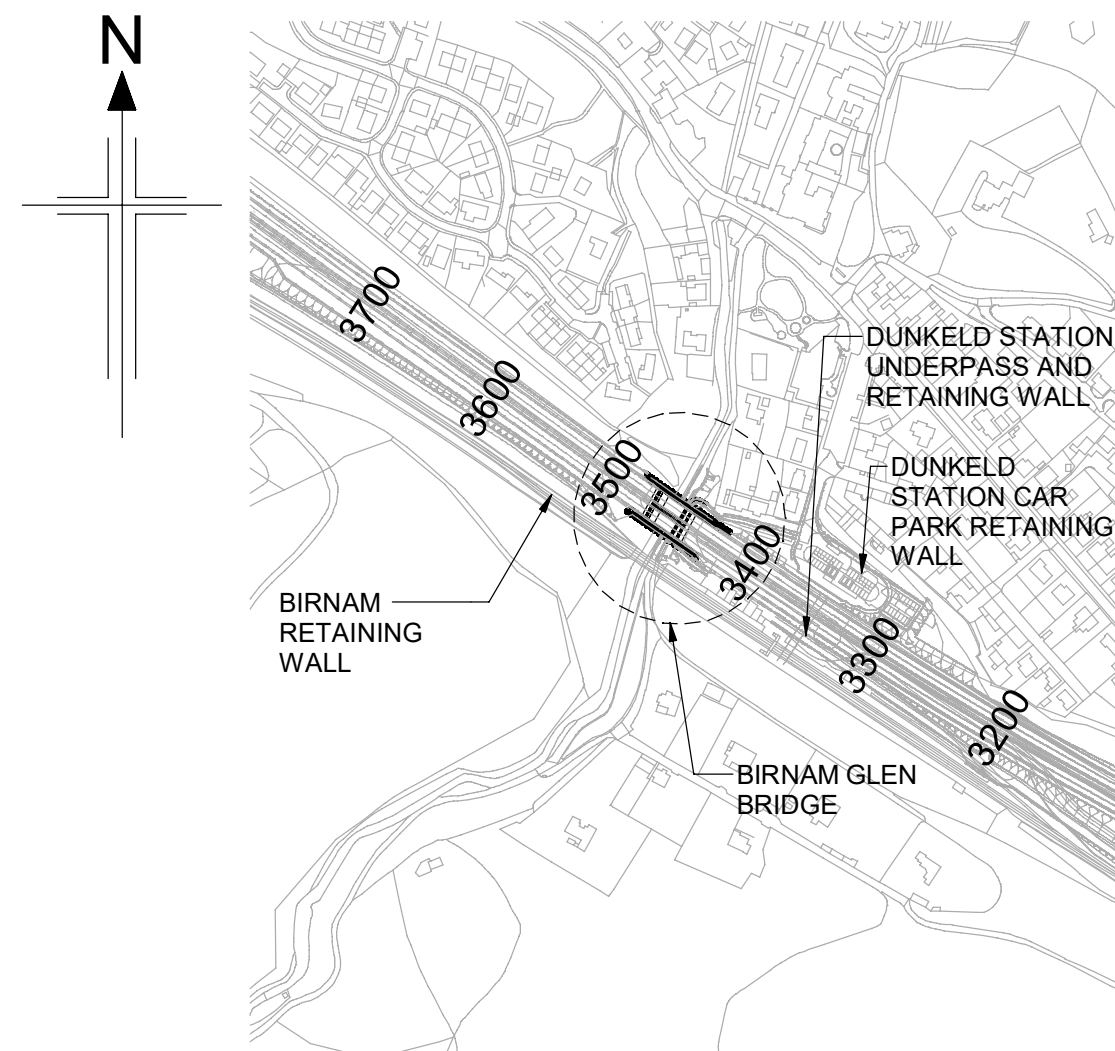 N
3700
3600
3500
3400
3300
3200
DUNKELD STATION
UNDERPASS AND
RETAINING WALL
DUNKELD
STATION CAR
PARK RETAINING
WALL
BIRNAM
RETAINING
WALL
BIRNAM GLEN
BRIDGE